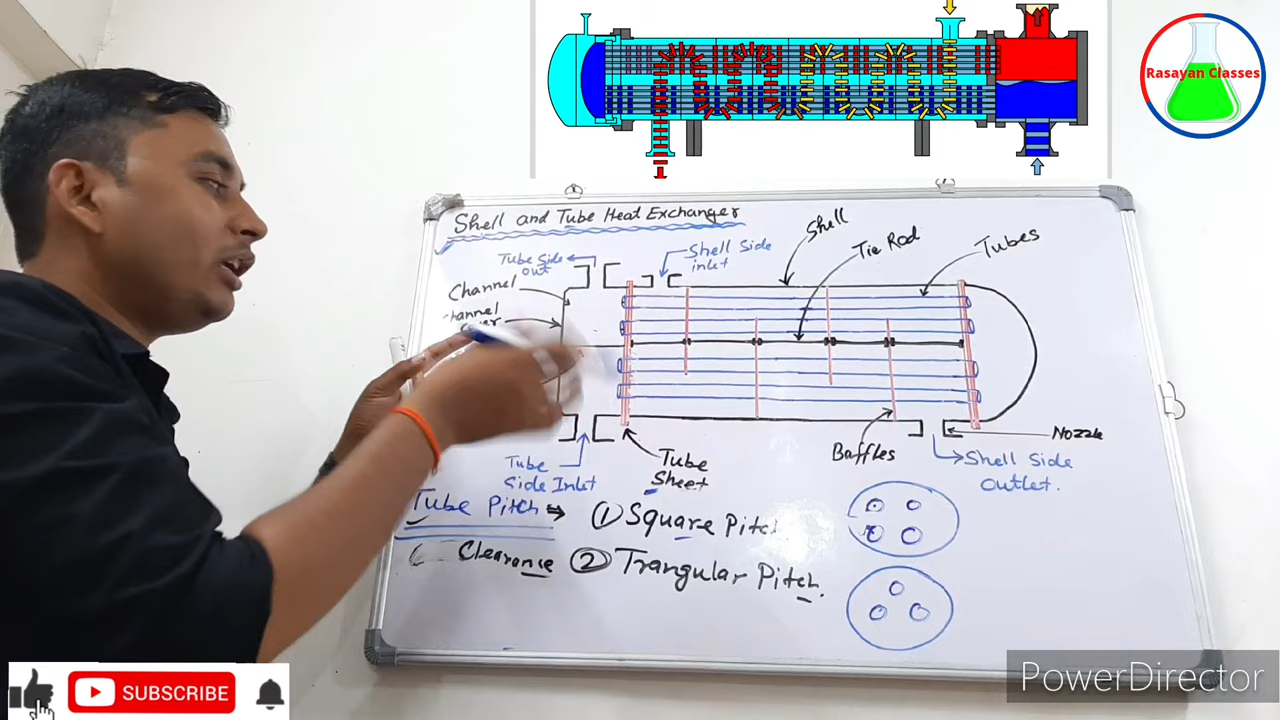 Rasayan Classes
Shell and Tube Heat Exchanger
Tube Side
out
Shell Side
inlet
Shell
Tie Rod
Tubes
Channel
Baffles
Nozzle
Tube
Side Inlet
Tube
Sheet
Shell Side
Outlet.
Tube Pitch ⇒ ① Square Pitch
Clearance ② Trangular Pitch.
SUBSCRIBE
PowerDirector